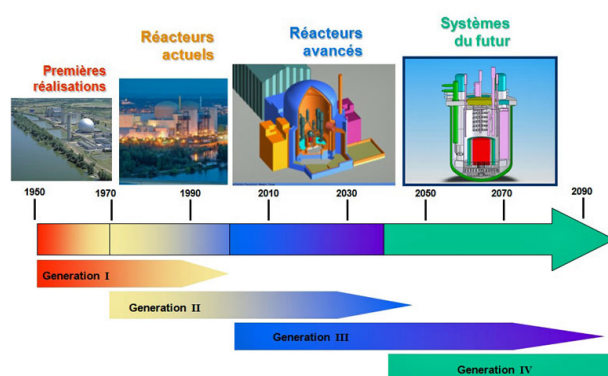 Premières
réalisations
Réacteurs
actuels
Réacteurs
avancés
Systèmes
du futur
1950
1970
1990
2010
2030
2050
2070
2090
Generation I
Generation II
Generation III
Generation IV